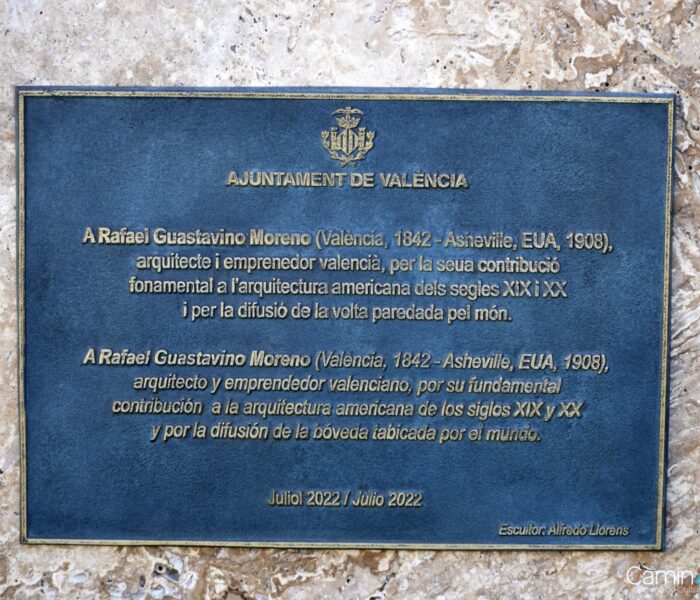 AJUNTAMENT DE VALÈNCIA
A Rafael Guastavino Moreno (València, 1842 - Asheville, EUA, 1908),
arquitecte i emprenedor valencià, per la seua contribució
fonamental a l'arquitectura americana dels segles XIX i XX
i per la difusió de la volta paredada pel món.
A Rafael Guastavino Moreno (València, 1842 - Asheville, EUA, 1908),
arquitecto y emprendedor valenciano, por su fundamental
contribución a la arquitectura americana de los siglos XIX y XX
y por la difusión de la bóveda tabicada por el mundo.
Juliol 2022 / Julio 2022
Escultor: Alfredo Llorens
Camin